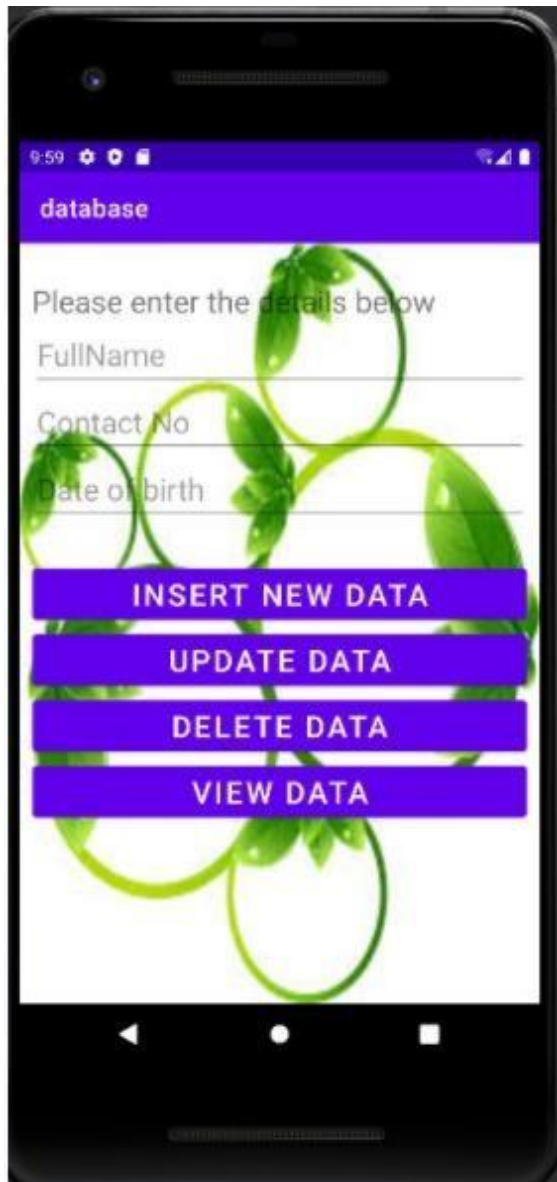 9:59
database
Please enter the details below
FullName
Contact No
Date of birth
INSERT NEW DATA
UPDATE DATA
DELETE DATA
VIEW DATA